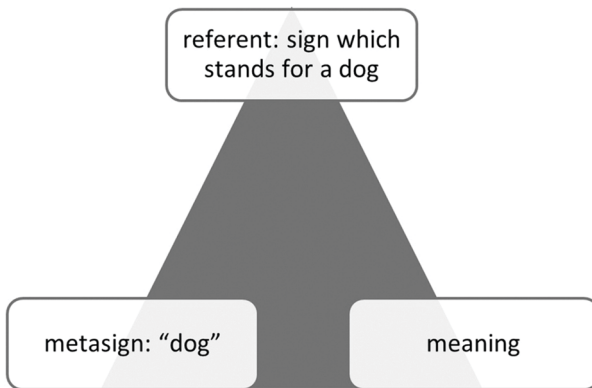 referent: sign which
stands for a dog
metasign: “dog”
meaning